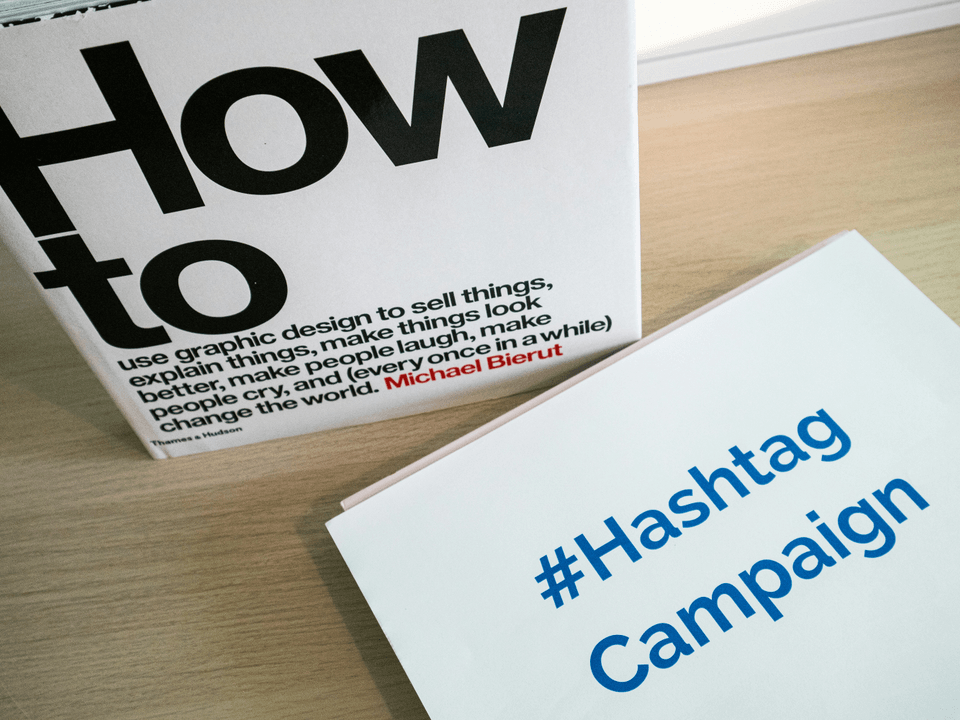 How
to
use graphic design to sell things,
explain things, make things look
better, make people laugh, make
people cry, and (every once in a while)
change the world. Michael Bierut
Thames & Hudson
#Hashtag
Campaign